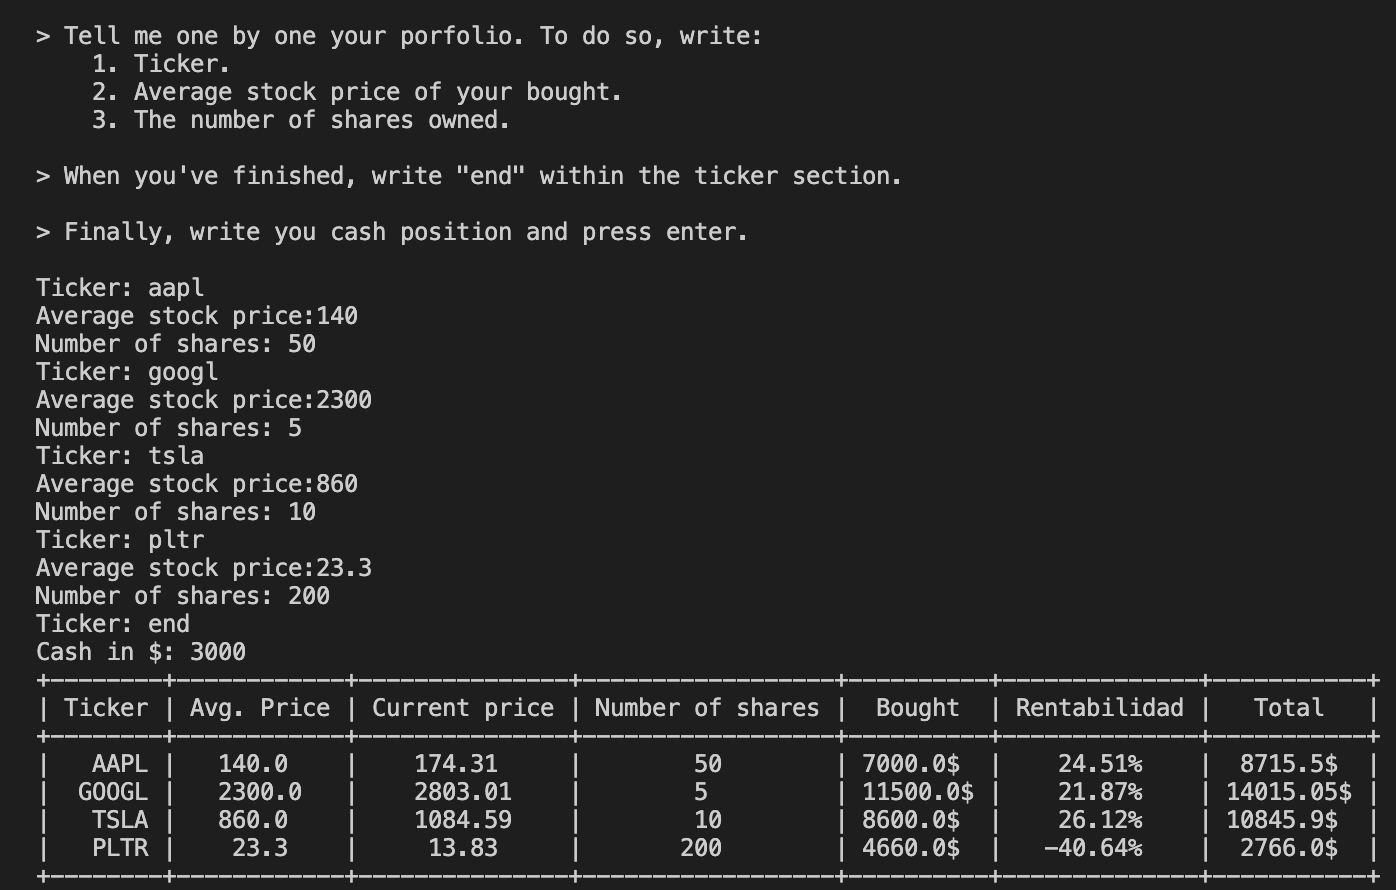 > Tell me one by one your porfolio. To do so, write:
1. Ticker.
2. Average stock price of your bought.
3. The number of shares owned.
> When you've finished, write "end" within the ticker section.
> Finally, write you cash position and press enter.
Ticker: aapl
Average stock price:140
Number of shares: 50
Ticker: googl
Average stock price:2300
Number of shares: 5
Ticker: tsla
Average stock price:860
Number of shares: 10
Ticker: pltr
Average stock price:23.3
Number of shares: 200
Ticker: end
Cash in $: 3000
| Ticker | Avg. Price | Current price | Number of shares | Bought | Rentabilidad | Total |
| AAPL | 140.0 | 174.31 | 50 | 7000.0$ | 24.51% | 8715.5$ |
| GOOGL | 2300.0 | 2803.01 | 5 | 11500.0$ | 21.87% | 14015.05$ |
| TSLA | 860.0 | 1084.59 | 10 | 8600.0$ | 26.12% | 10845.9$ |
| PLTR | 23.3 | 13.83 | 200 | 4660.0$ | -40.64% | 2766.0$ |